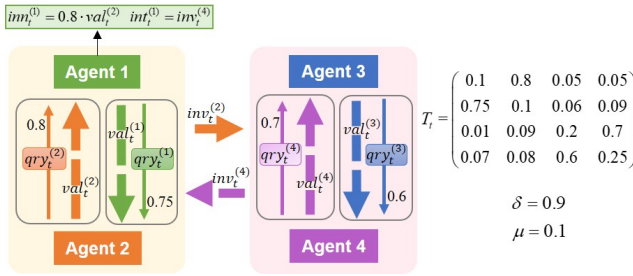 inn_t^(1) = 0.8 · val_t^(2) int_t^(1) = inv_t^(4)
Agent 1
0.8
qry_t^(2)
val_t^(2)
val_t^(1)
qry_t^(1)
0.75
Agent 2
inv_t^(2)
inv_t^(4)
Agent 3
0.7
qry_t^(4)
val_t^(4)
val_t^(3)
qry_t^(3)
0.6
Agent 4
T_t =
0.1 0.8 0.05 0.05
0.75 0.1 0.06 0.09
0.01 0.09 0.2 0.7
0.07 0.08 0.6 0.25
δ = 0.9
μ = 0.1